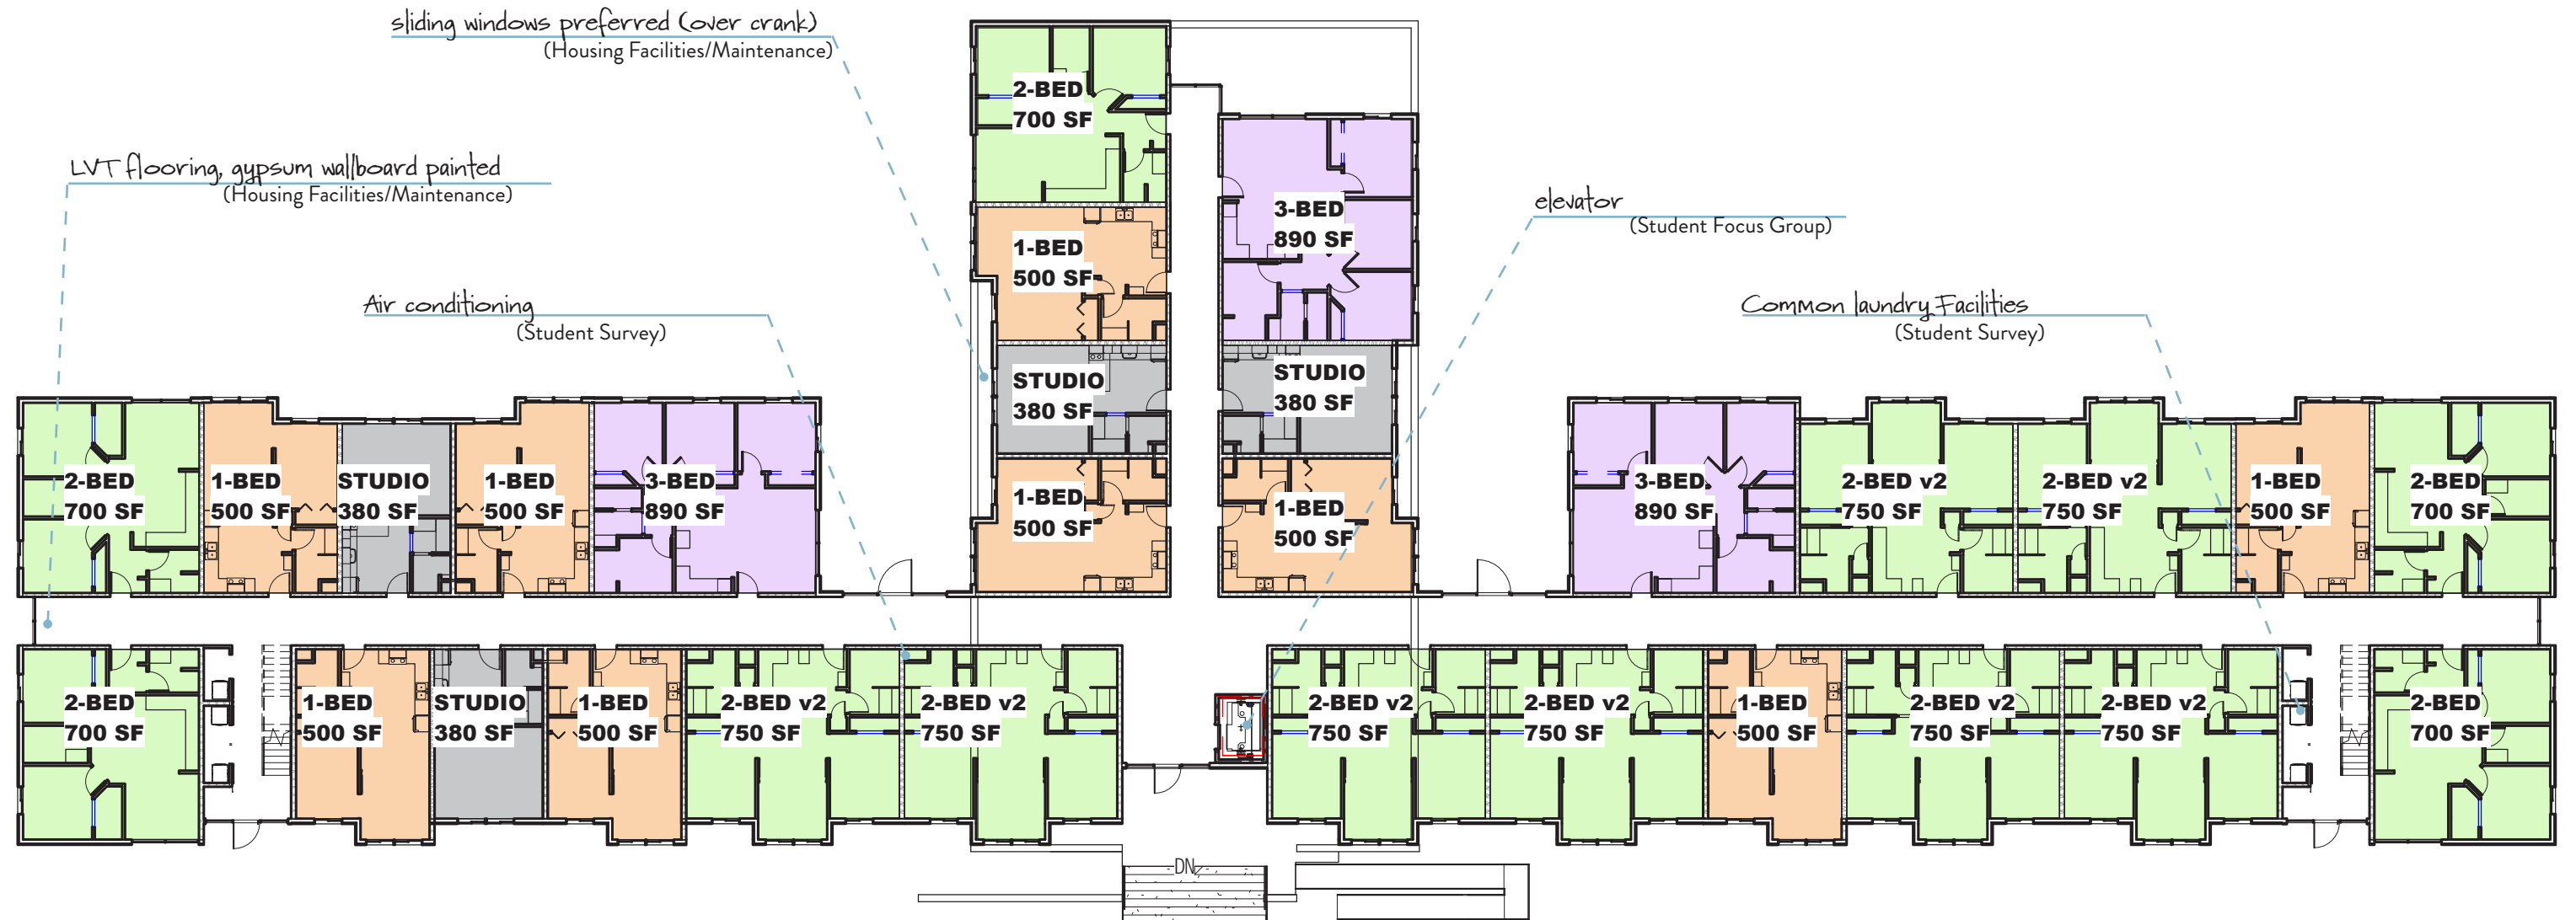 sliding windows preferred (over crank)
(Housing Facilities/Maintenance)
LVT flooring, gypsum wallboard painted
(Housing Facilities/Maintenance)
Air conditioning
(Student Survey)
elevator
(Student Focus Group)
Common laundry Facilities
(Student Survey)
2-BED
700 SF
1-BED
500 SF
STUDIO
380 SF
1-BED
500 SF
3-BED
890 SF
STUDIO
380 SF
1-BED
500 SF
2-BED
700 SF
1-BED
500 SF
STUDIO
380 SF
1-BED
500 SF
3-BED
890 SF
3-BED
890 SF
2-BED v2
750 SF
2-BED v2
750 SF
1-BED
500 SF
2-BED
700 SF
2-BED
700 SF
1-BED
500 SF
STUDIO
380 SF
1-BED
500 SF
2-BED v2
750 SF
2-BED v2
750 SF
2-BED v2
750 SF
2-BED v2
750 SF
1-BED
500 SF
2-BED v2
750 SF
2-BED v2
750 SF
2-BED
700 SF
DN